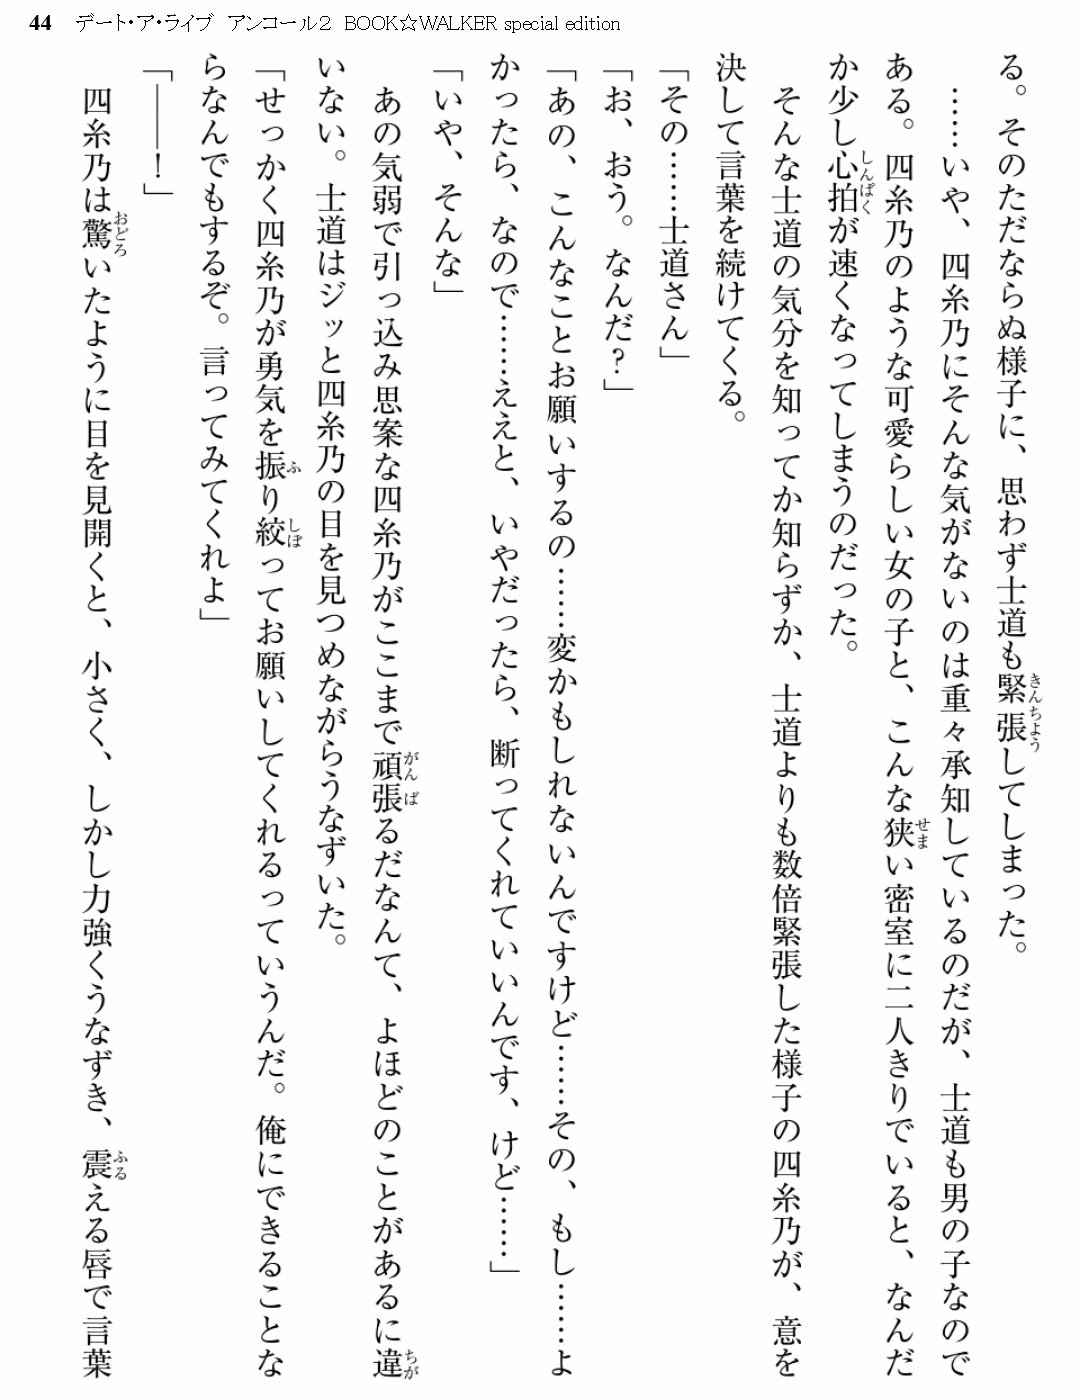 44 デート・ア・ライブ アンコール2 BOOK☆WALKER special edition
る。そのただならぬ様子に、思わず士道も緊張してしまった。
……いや、四糸乃にそんな気がないのは重々承知しているのだが、士道も男の子なので
ある。四糸乃のような可愛らしい女の子と、こんな狭い密室に二人きりでいると、なんだ
か少し心拍が速くなってしまうのだった。
そんな士道の気分を知ってか知らずか、士道よりも数倍緊張した様子の四糸乃が、意を
決して言葉を続けてくる。
「その……士道さん」
「お、おう。なんだ?」
「あの、こんなことお願いするの……変かもしれないんですけど……その、もし……よ
かったら、なので……ええと、いやだったら、断ってくれていいんです、けど……」
「いや、そんな」
あの気弱で引っ込み思案な四糸乃がここまで頑張るだなんて、よほどのことがあるに違
いない。士道はジッと四糸乃の目を見つめながらうなずいた。
「せっかく四糸乃が勇気を振り絞ってお願いしてくれるっていうんだ。俺にできることな
らなんでもするぞ。言ってみてくれよ」
「――!」
四糸乃は驚いたように目を見開くと、小さく、しかし力強くうなずき、震える唇で言葉